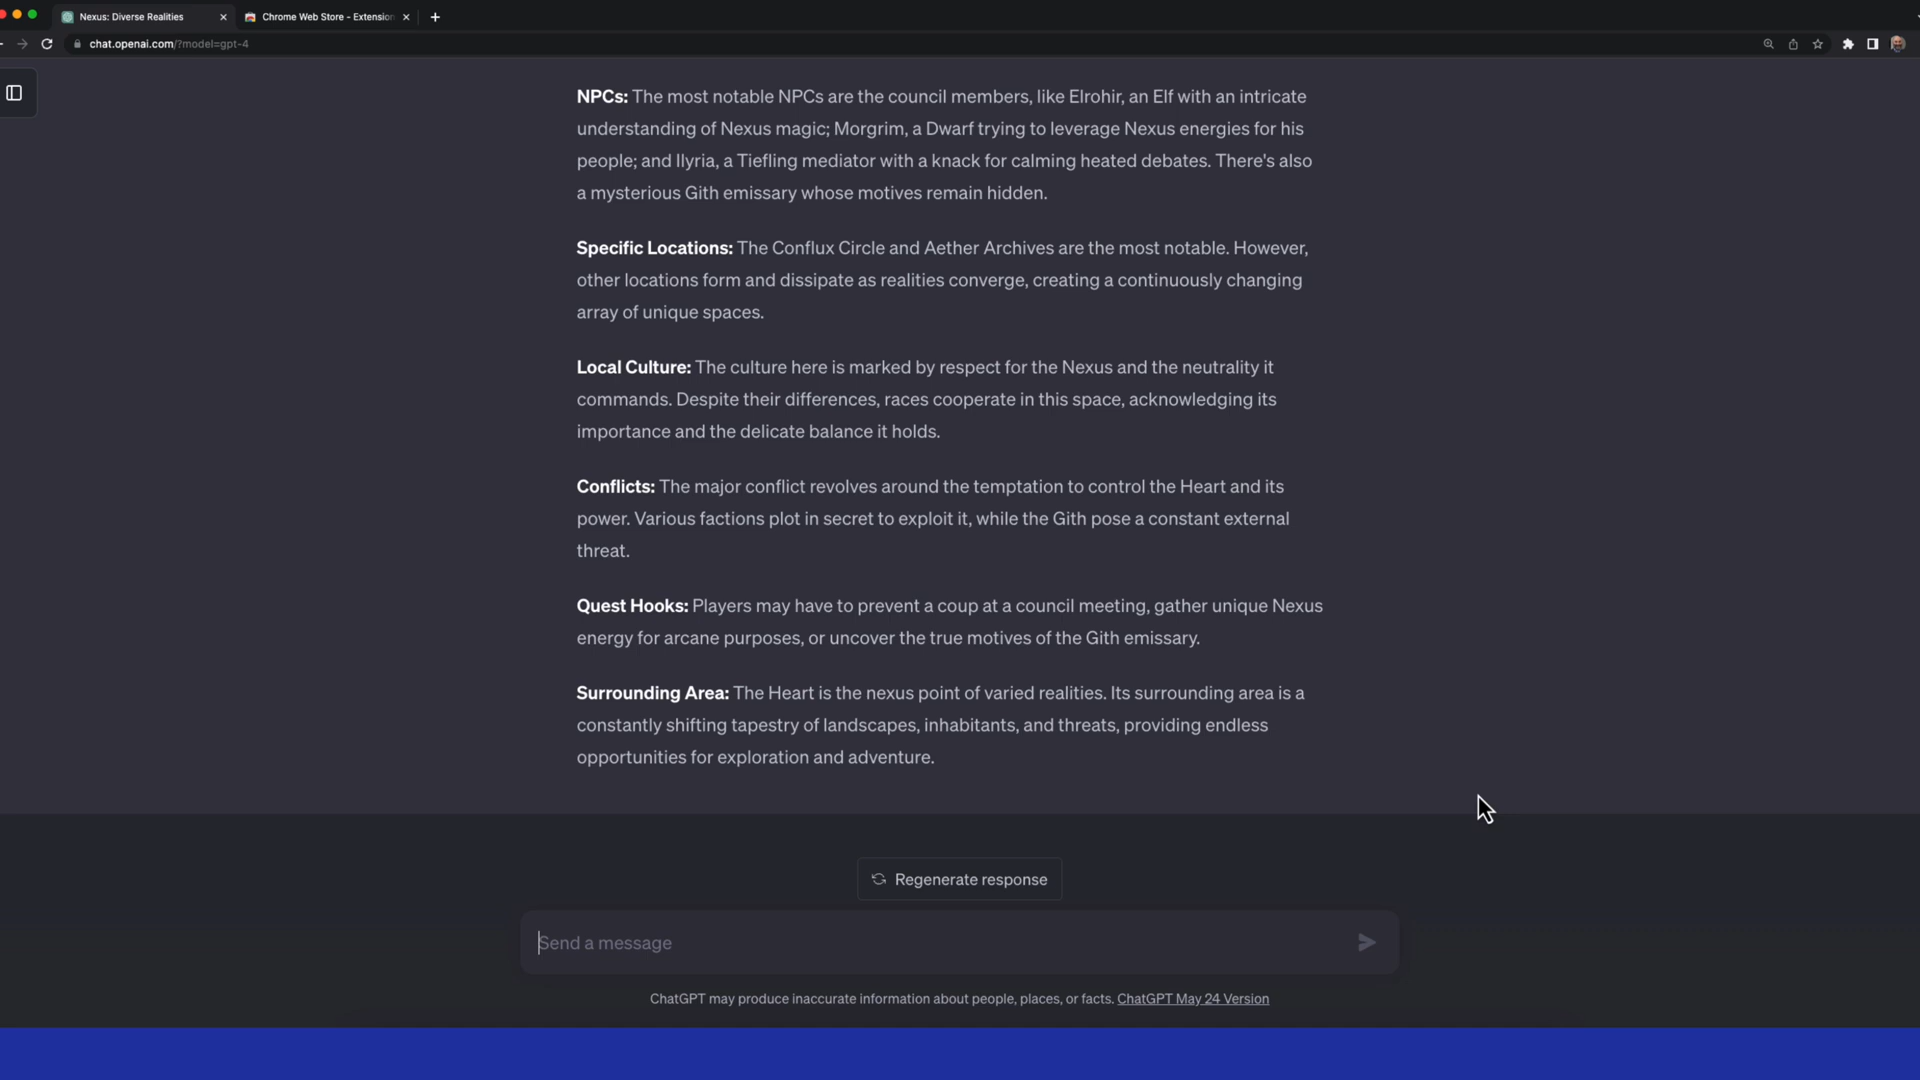 Nexus: Diverse Realities
Chrome Web Store - Extension
chat.openai.com/?model=gpt-4
NPCs: The most notable NPCs are the council members, like Elrohir, an Elf with an intricate
understanding of Nexus magic; Morgrim, a Dwarf trying to leverage Nexus energies for his
people; and Ilyria, a Tiefling mediator with a knack for calming heated debates. There's also
a mysterious Gith emissary whose motives remain hidden.
Specific Locations: The Conflux Circle and Aether Archives are the most notable. However,
other locations form and dissipate as realities converge, creating a continuously changing
array of unique spaces.
Local Culture: The culture here is marked by respect for the Nexus and the neutrality it
commands. Despite their differences, races cooperate in this space, acknowledging its
importance and the delicate balance it holds.
Conflicts: The major conflict revolves around the temptation to control the Heart and its
power. Various factions plot in secret to exploit it, while the Gith pose a constant external
threat.
Quest Hooks: Players may have to prevent a coup at a council meeting, gather unique Nexus
energy for arcane purposes, or uncover the true motives of the Gith emissary.
Surrounding Area: The Heart is the nexus point of varied realities. Its surrounding area is a
constantly shifting tapestry of landscapes, inhabitants, and threats, providing endless
opportunities for exploration and adventure.
Regenerate response
Send a message
ChatGPT may produce inaccurate information about people, places, or facts. ChatGPT May 24 Version